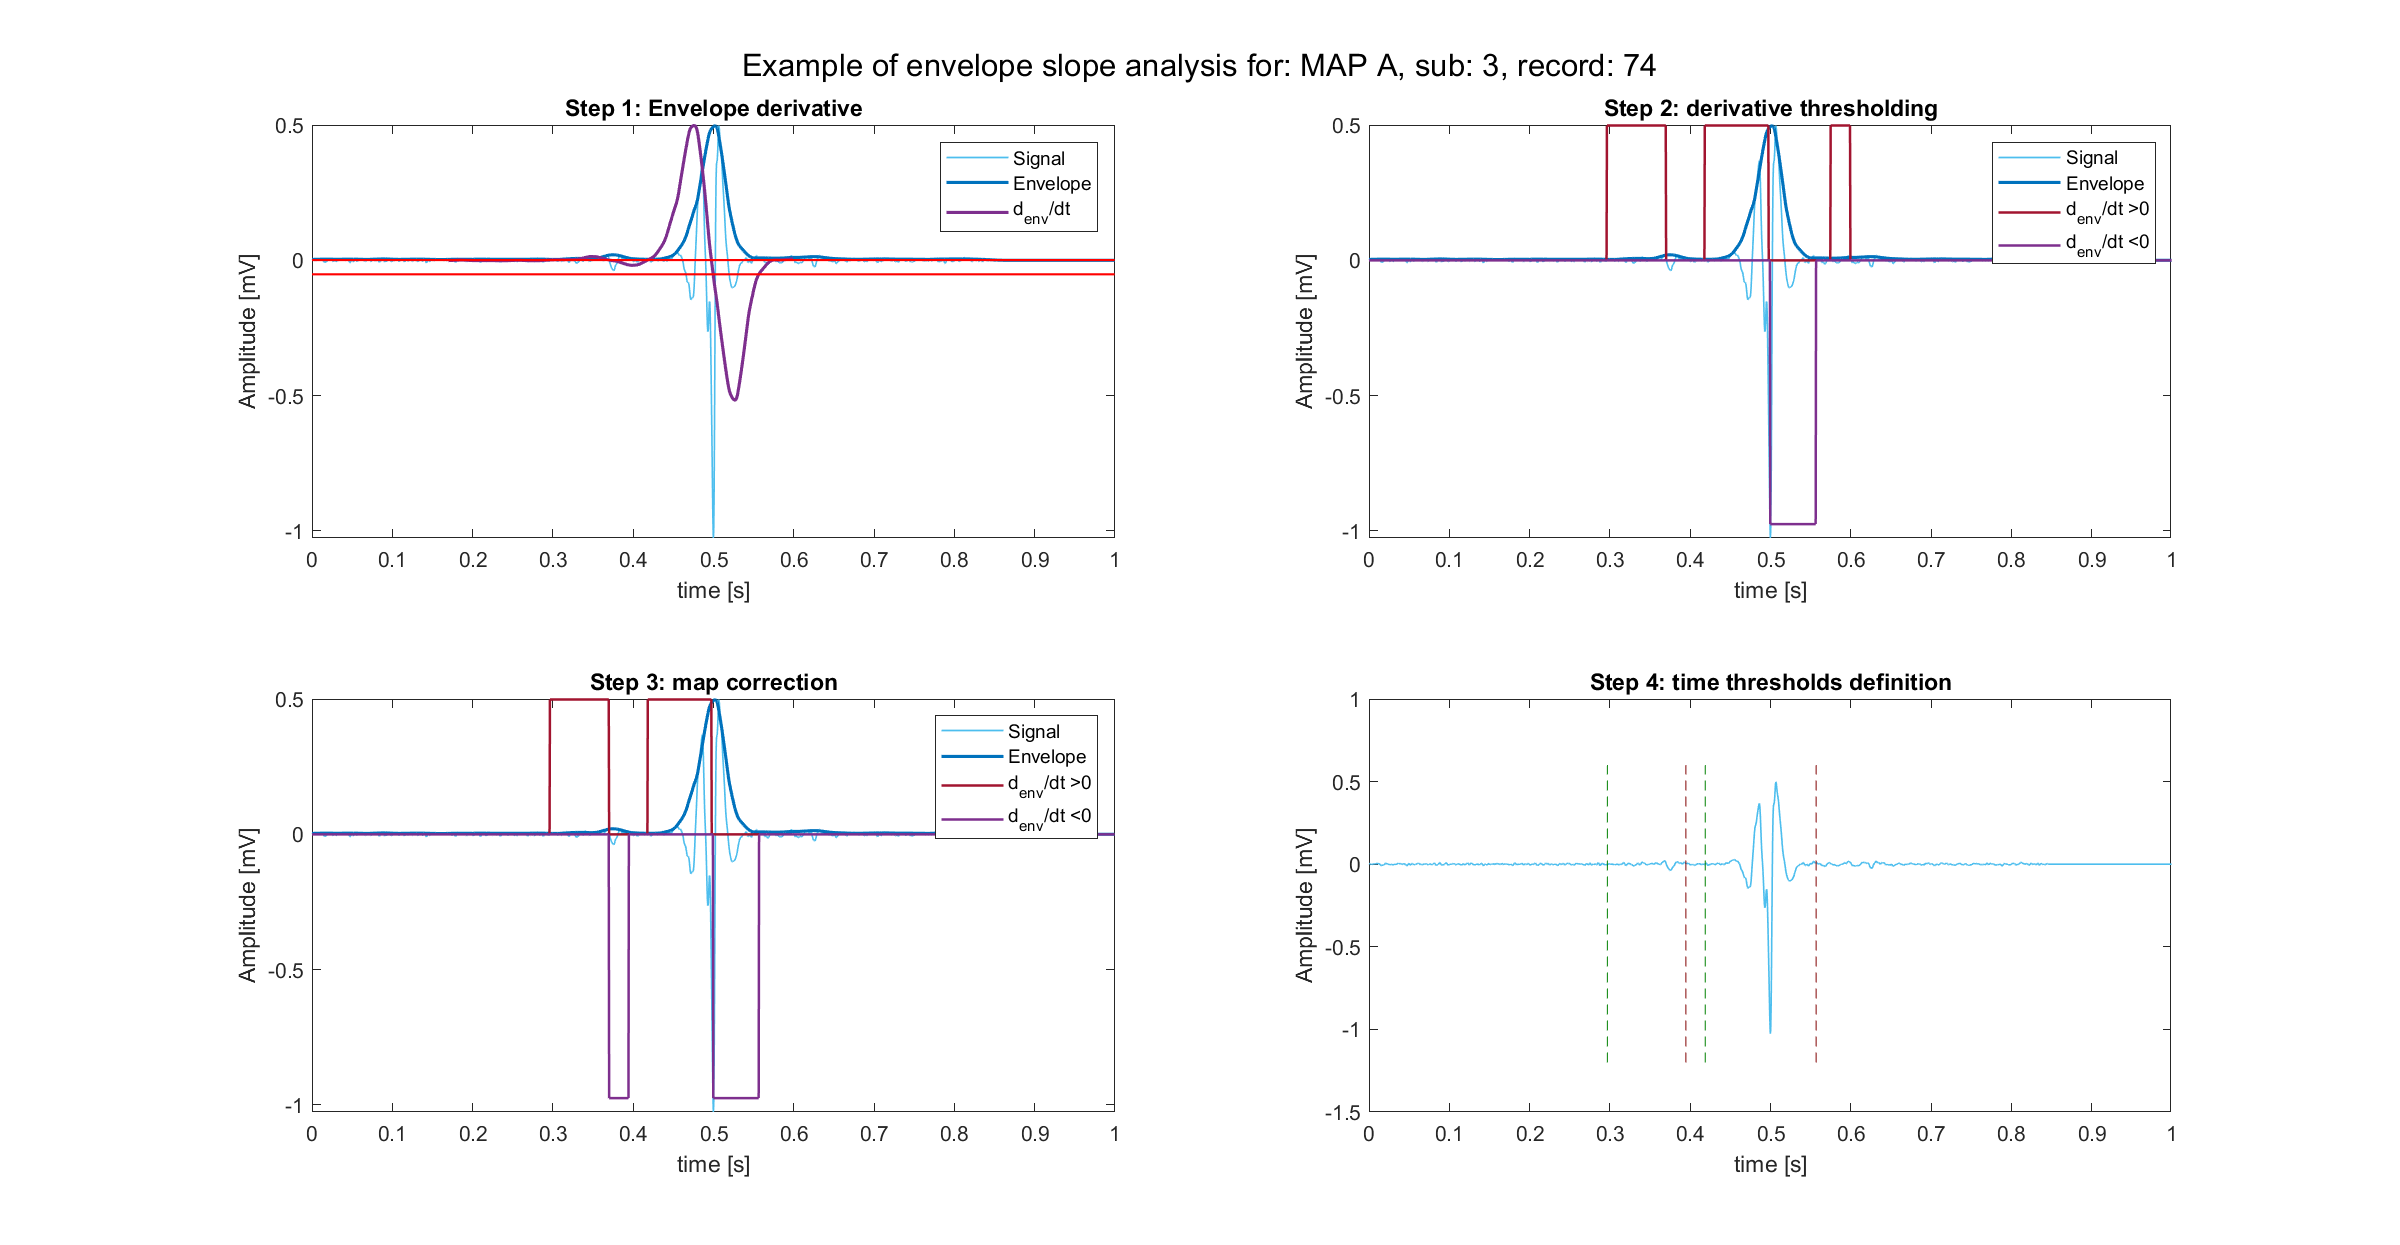 Example of envelope slope analysis for: MAP A, sub: 3, record: 74
Step 1: Envelope derivative
0.5
0
-0.5
-1
Amplitude [mV]
0 0.1 0.2 0.3 0.4 0.5 0.6 0.7 0.8 0.9 1
time [s]
Signal
Envelope
d_env/dt
Step 2: derivative thresholding
0.5
0
-0.5
-1
Amplitude [mV]
0 0.1 0.2 0.3 0.4 0.5 0.6 0.7 0.8 0.9 1
time [s]
Signal
Envelope
d_env/dt >0
d_env/dt <0
Step 3: map correction
0.5
0
-0.5
-1
Amplitude [mV]
0 0.1 0.2 0.3 0.4 0.5 0.6 0.7 0.8 0.9 1
time [s]
Signal
Envelope
d_env/dt >0
d_env/dt <0
Step 4: time thresholds definition
1
0.5
0
-0.5
-1
-1.5
Amplitude [mV]
0 0.1 0.2 0.3 0.4 0.5 0.6 0.7 0.8 0.9 1
time [s]